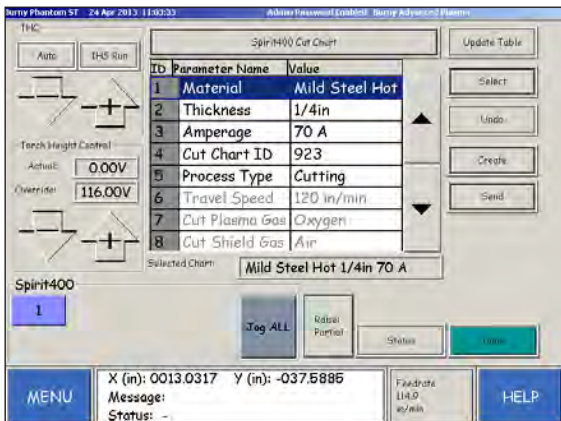 Burny Phantom ST 24 Apr 2013 11:03:33 Admin Password Enabled Burny Advanced Plasma
THC
Auto
IHS Run
Spirit400 Cut Chart
Update Table
ID Parameter Name Value
1 Material Mild Steel Hot
2 Thickness 1/4in
3 Amperage 70 A
4 Cut Chart ID 923
5 Process Type Cutting
6 Travel Speed 120 in/min
7 Cut Plasma Gas Oxygen
8 Cut Shield Gas Air
Select
Undo
Create
Send
Torch Height Control
Actual: 0.00V
Override: 116.00V
Selected Chart: Mild Steel Hot 1/4in 70 A
Spirit400
1
Jog ALL
Raise
Partial
Status
MENU
X (in): 0013.0317 Y (in): -037.5885
Message:
Status: -
Feedrate
114.9
in/min
HELP